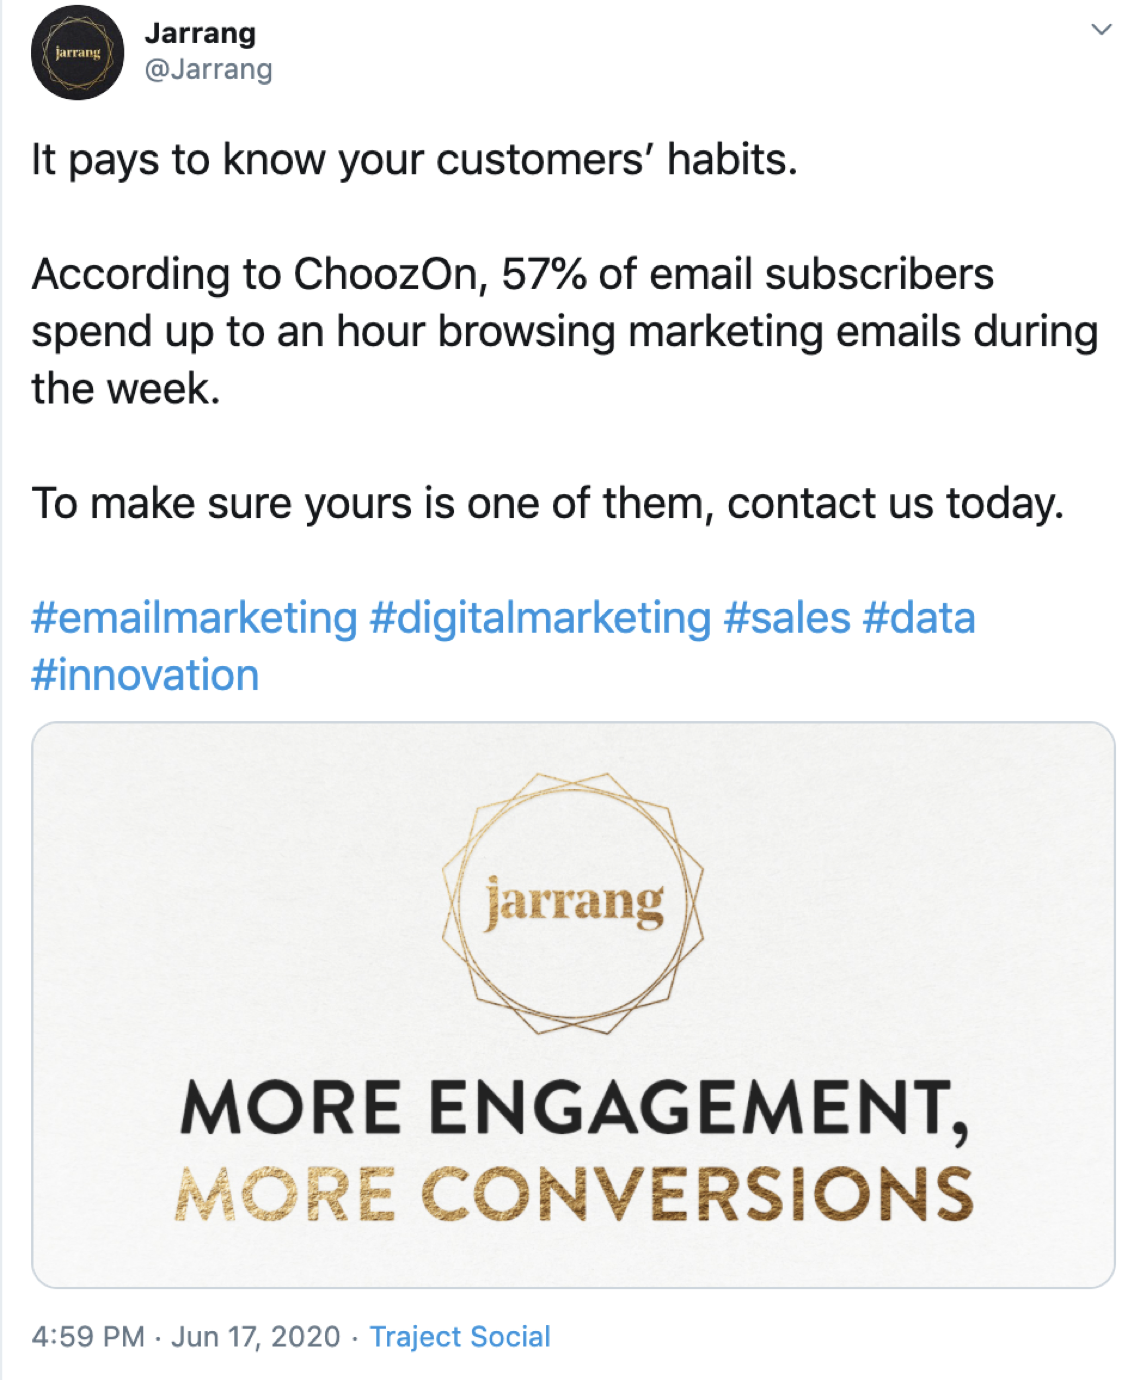 jarrang
Jarrang
@Jarrang
It pays to know your customers’ habits.
According to ChoozOn, 57% of email subscribers
spend up to an hour browsing marketing emails during
the week.
To make sure yours is one of them, contact us today.
#emailmarketing #digitalmarketing #sales #data
#innovation
jarrang
MORE ENGAGEMENT,
MORE CONVERSIONS
4:59 PM · Jun 17, 2020 · Traject Social